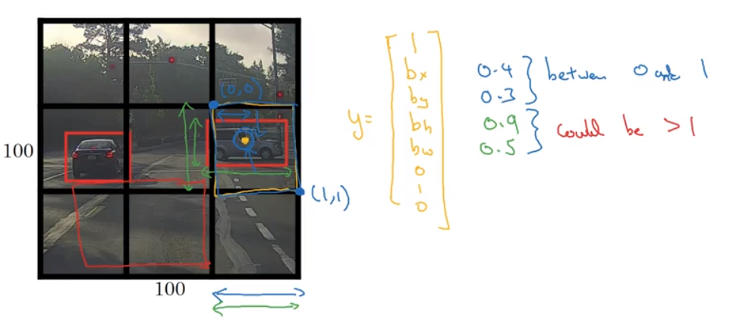 (0,0)
(1,1)
100
100
y=
1
bx
by
bh
bw
0
1
0
0.4
0.3
between 0 and 1
0.9
0.5
could be >1